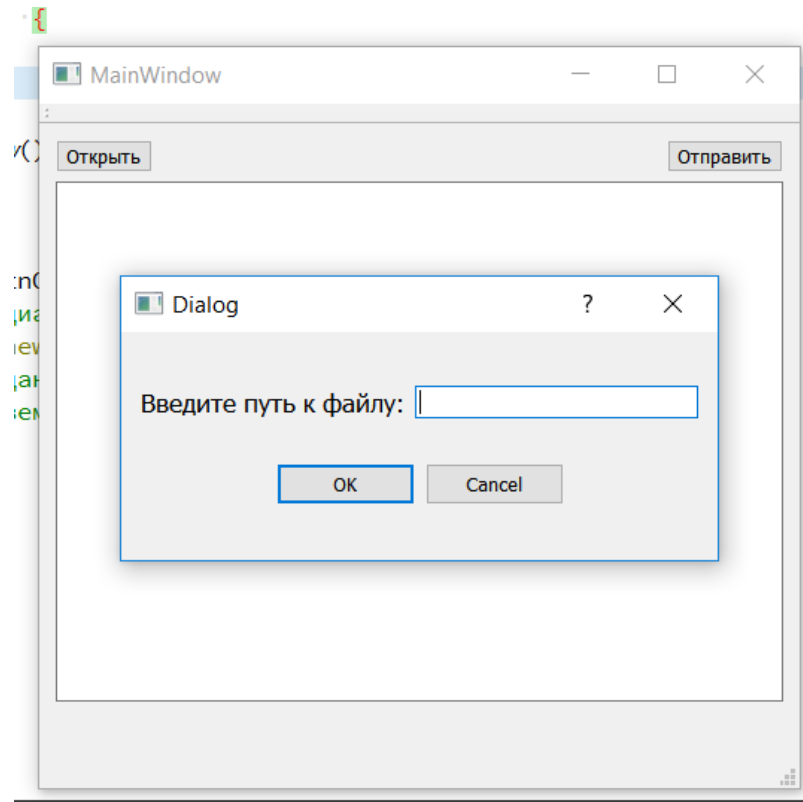 {
MainWindow
Открыть
Отправить
Dialog
?
Введите путь к файлу:
OK
Cancel